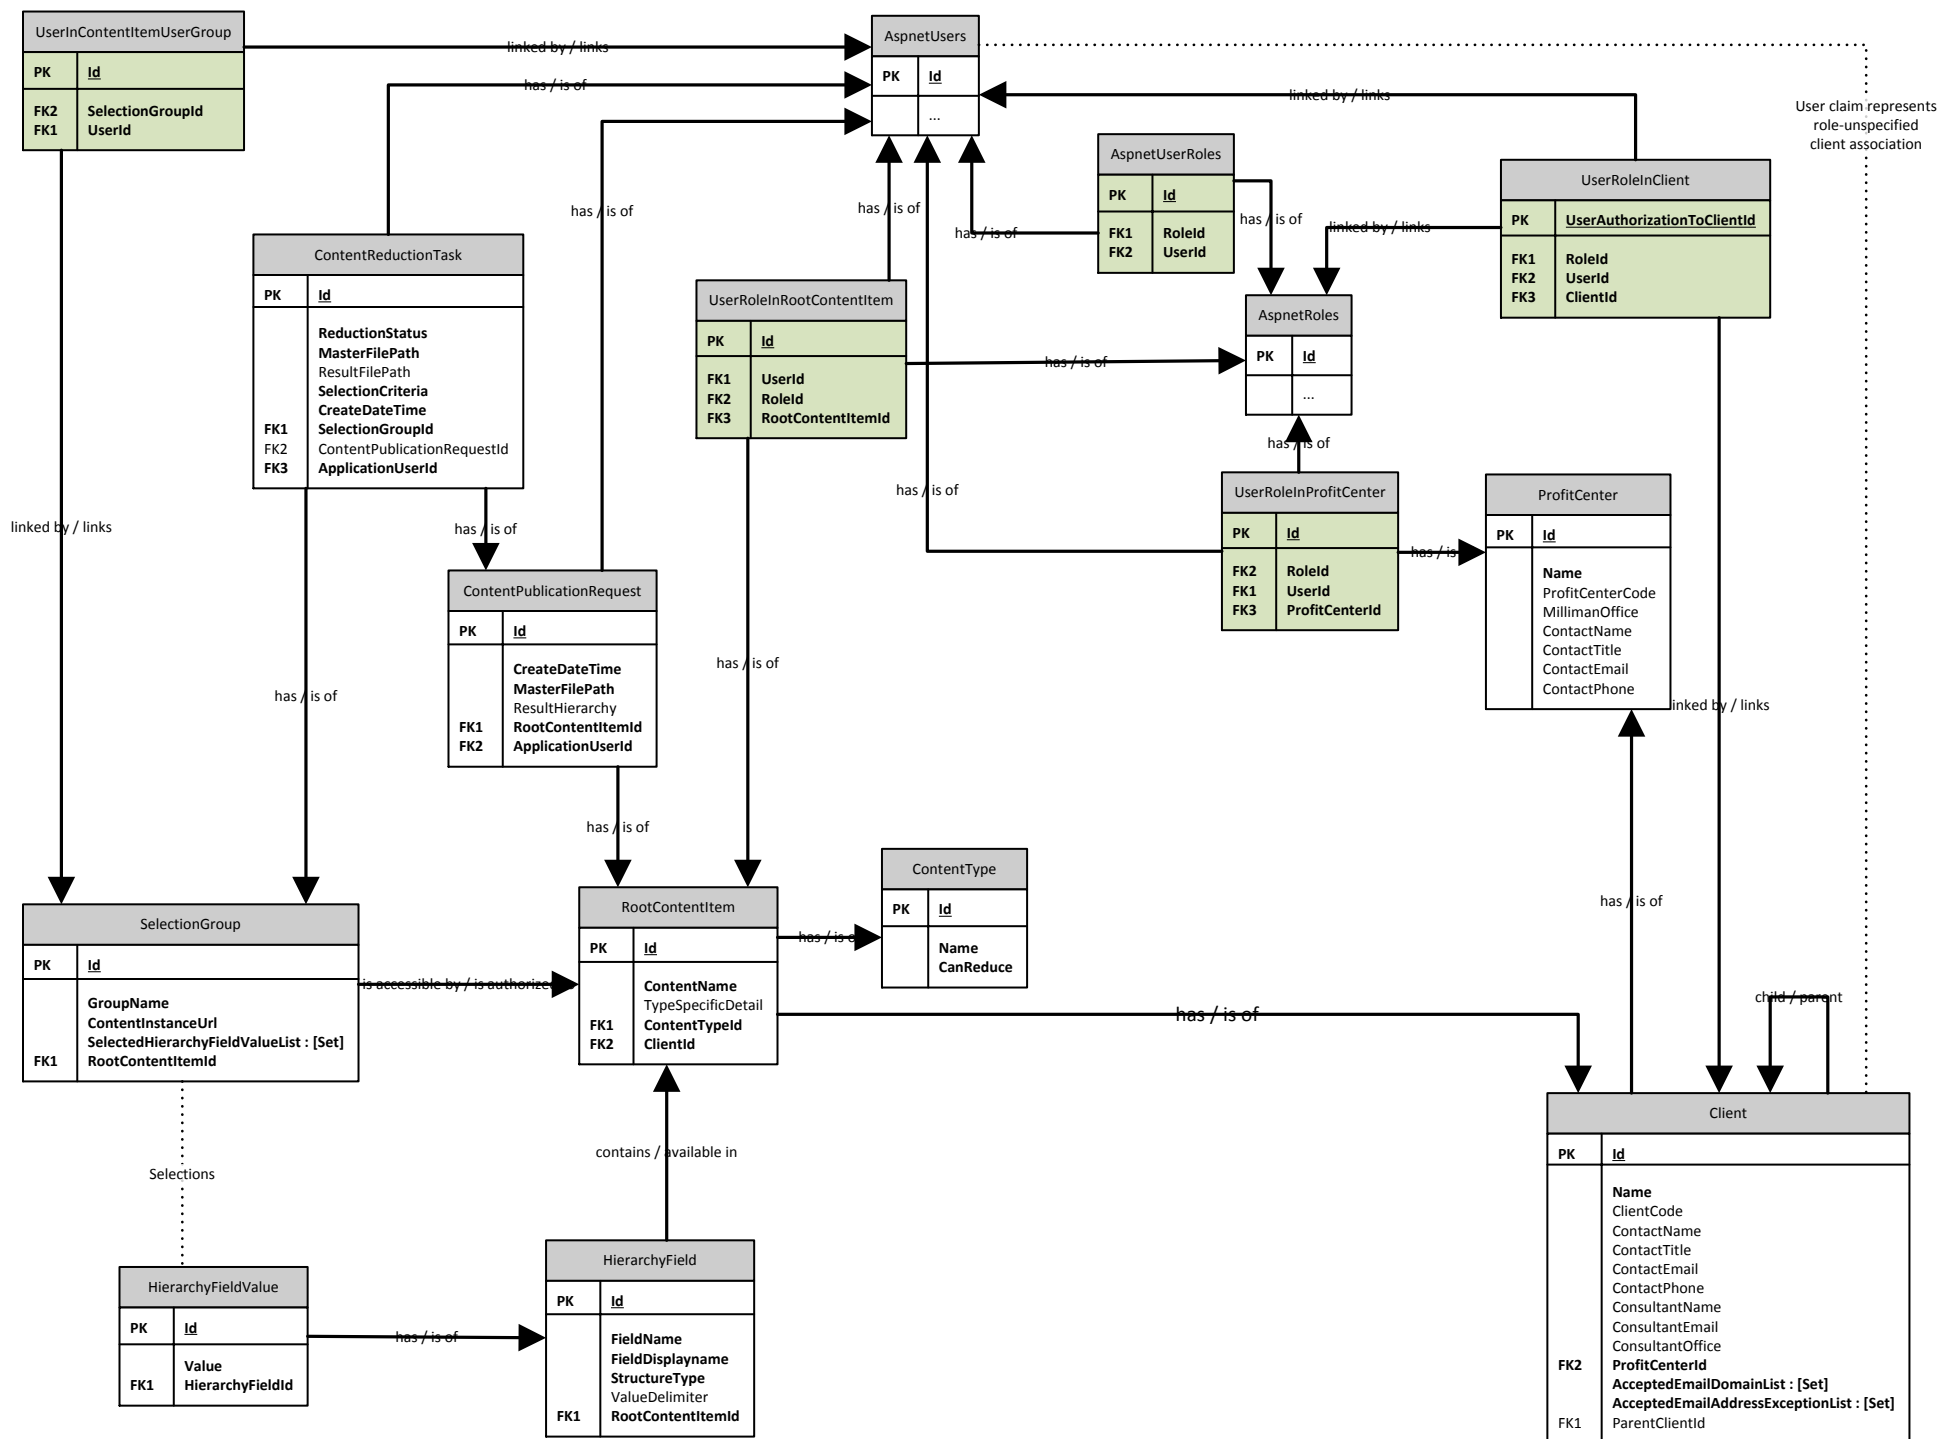 UserInContentItemUserGroup
PK Id
FK2 SelectionGroupId
FK1 UserId
linked by / links
AspnetUsers
PK Id
...
has / is of
linked by / links
User claim represents
role-unspecified
client association
AspnetUserRoles
PK Id
FK1 RoleId
FK2 UserId
has / is of
has / is of
UserRoleInClient
PK UserAuthorizationToClientId
FK1 RoleId
FK2 UserId
FK3 ClientId
linked by / links
has / is of
has / is of
ContentReductionTask
PK Id
ReductionStatus
MasterFilePath
ResultFilePath
SelectionCriteria
CreateDateTime
FK1 SelectionGroupId
FK2 ContentPublicationRequestId
FK3 ApplicationUserId
UserRoleInRootContentItem
PK Id
FK1 UserId
FK2 RoleId
FK3 RootContentItemId
has / is of
AspnetRoles
PK Id
...
has / is of
has / is of
UserRoleInProfitCenter
PK Id
FK2 RoleId
FK1 UserId
FK3 ProfitCenterId
has / is
ProfitCenter
PK Id
Name
ProfitCenterCode
MillimanOffice
ContactName
ContactTitle
ContactEmail
ContactPhone
linked by / links
has / is of
ContentPublicationRequest
PK Id
CreateDateTime
MasterFilePath
ResultHierarchy
FK1 RootContentItemId
FK2 ApplicationUserId
has / is of
has / is of
inked by / links
has / is of
ContentType
PK Id
Name
CanReduce
has / is of
SelectionGroup
PK Id
GroupName
ContentInstanceUrl
SelectedHierarchyFieldValueList : [Set]
FK1 RootContentItemId
is accessible by / is authorized
RootContentItem
PK Id
ContentName
TypeSpecificDetail
FK1 ContentTypeId
FK2 ClientId
has / is o
has / is of
child / parent
Client
PK Id
Name
ClientCode
ContactName
ContactTitle
ContactEmail
ContactPhone
ConsultantName
ConsultantEmail
ConsultantOffice
FK2 ProfitCenterId
AcceptedEmailDomainList : [Set]
AcceptedEmailAddressExceptionList : [Set]
FK1 ParentClientId
contains / available in
Selections
HierarchyFieldValue
PK Id
Value
FK1 HierarchyFieldId
has / is of
HierarchyField
PK Id
FieldName
FieldDisplayname
StructureType
ValueDelimiter
FK1 RootContentItemId